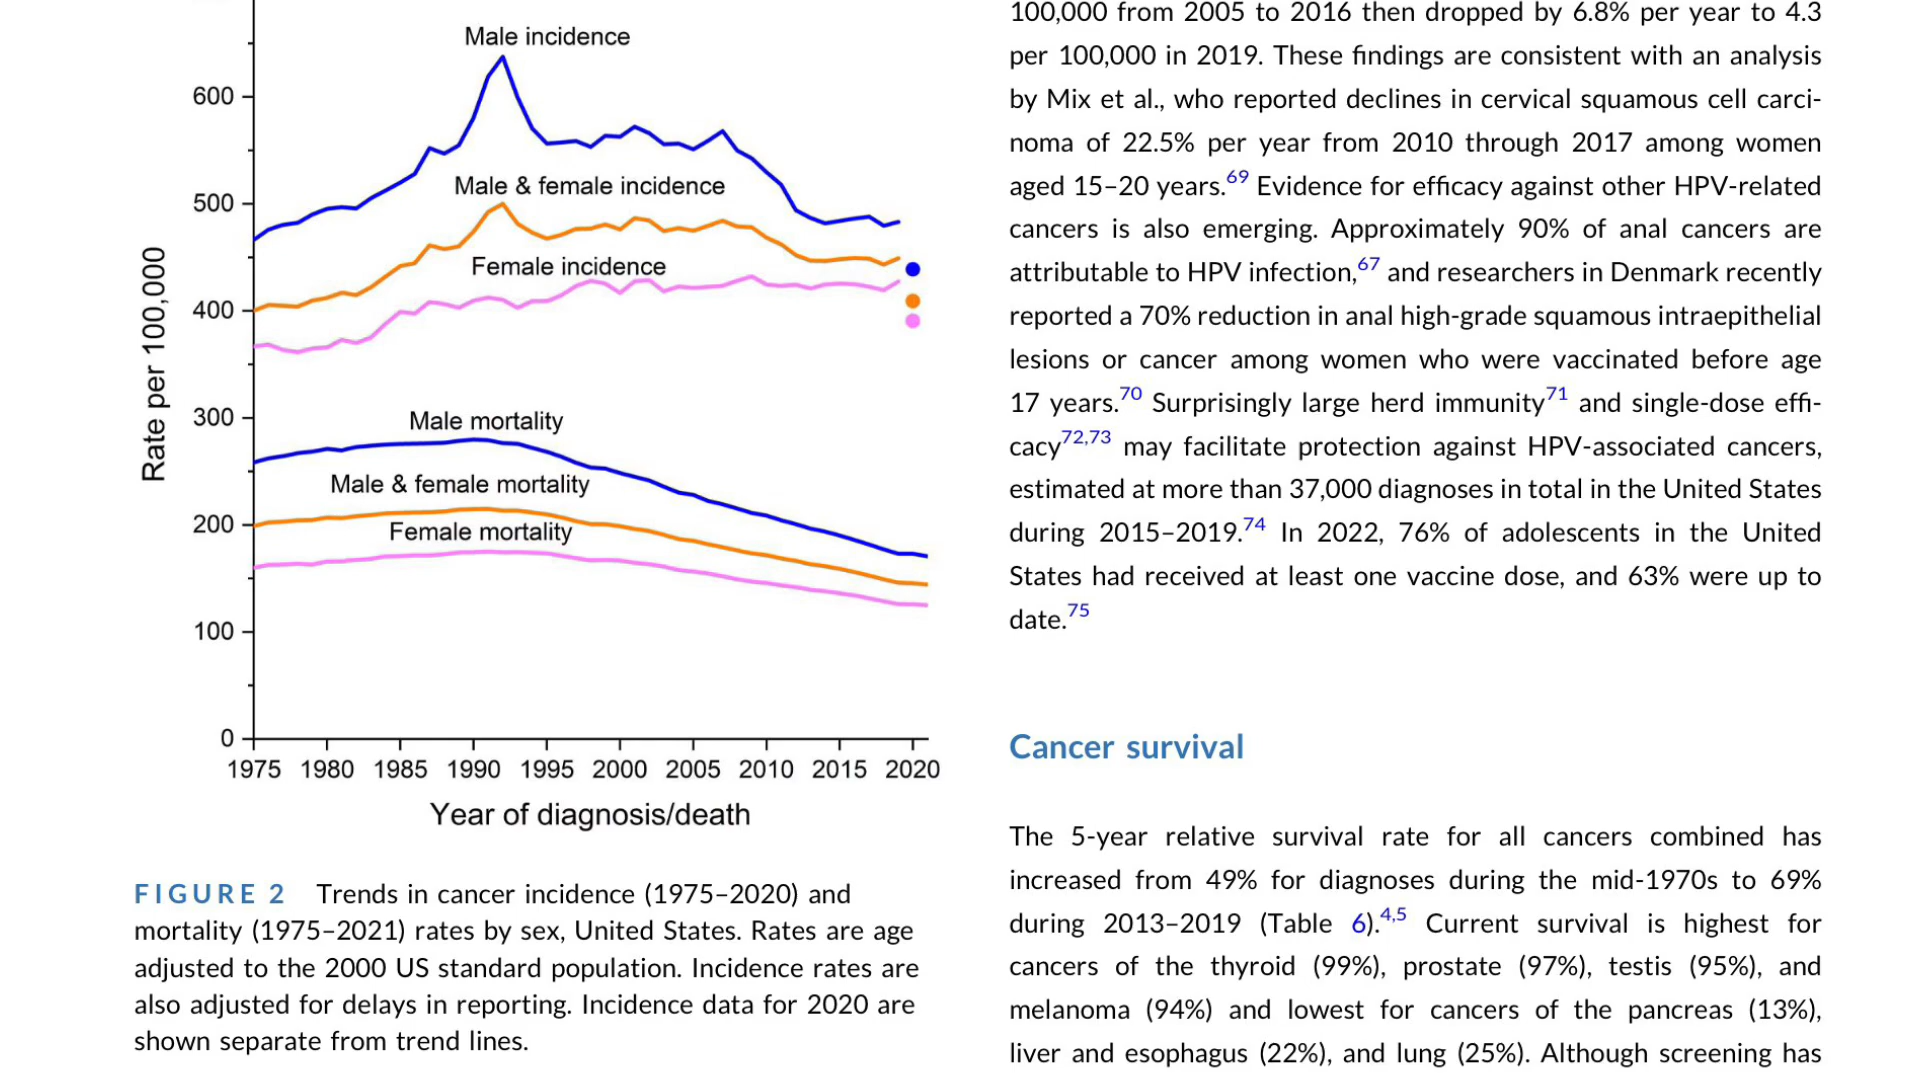 Male incidence
600
Male & female incidence
500
Female incidence
400
Male mortality
300
Male & female mortality
200
Female mortality
100
0
Rate per 100,000
1975 1980 1985 1990 1995 2000 2005 2010 2015 2020
Year of diagnosis/death
FIGURE 2 Trends in cancer incidence (1975–2020) and
mortality (1975–2021) rates by sex, United States. Rates are age
adjusted to the 2000 US standard population. Incidence rates are
also adjusted for delays in reporting. Incidence data for 2020 are
shown separate from trend lines.
100,000 from 2005 to 2016 then dropped by 6.8% per year to 4.3
per 100,000 in 2019. These findings are consistent with an analysis
by Mix et al., who reported declines in cervical squamous cell carci-
noma of 22.5% per year from 2010 through 2017 among women
aged 15–20 years.69 Evidence for efficacy against other HPV-related
cancers is also emerging. Approximately 90% of anal cancers are
attributable to HPV infection,67 and researchers in Denmark recently
reported a 70% reduction in anal high-grade squamous intraepithelial
lesions or cancer among women who were vaccinated before age
17 years.70 Surprisingly large herd immunity71 and single-dose effi-
cacy72,73 may facilitate protection against HPV-associated cancers,
estimated at more than 37,000 diagnoses in total in the United States
during 2015–2019.74 In 2022, 76% of adolescents in the United
States had received at least one vaccine dose, and 63% were up to
date.75
Cancer survival
The 5-year relative survival rate for all cancers combined has
increased from 49% for diagnoses during the mid-1970s to 69%
during 2013–2019 (Table 6).4,5 Current survival is highest for
cancers of the thyroid (99%), prostate (97%), testis (95%), and
melanoma (94%) and lowest for cancers of the pancreas (13%),
liver and esophagus (22%), and lung (25%). Although screening has